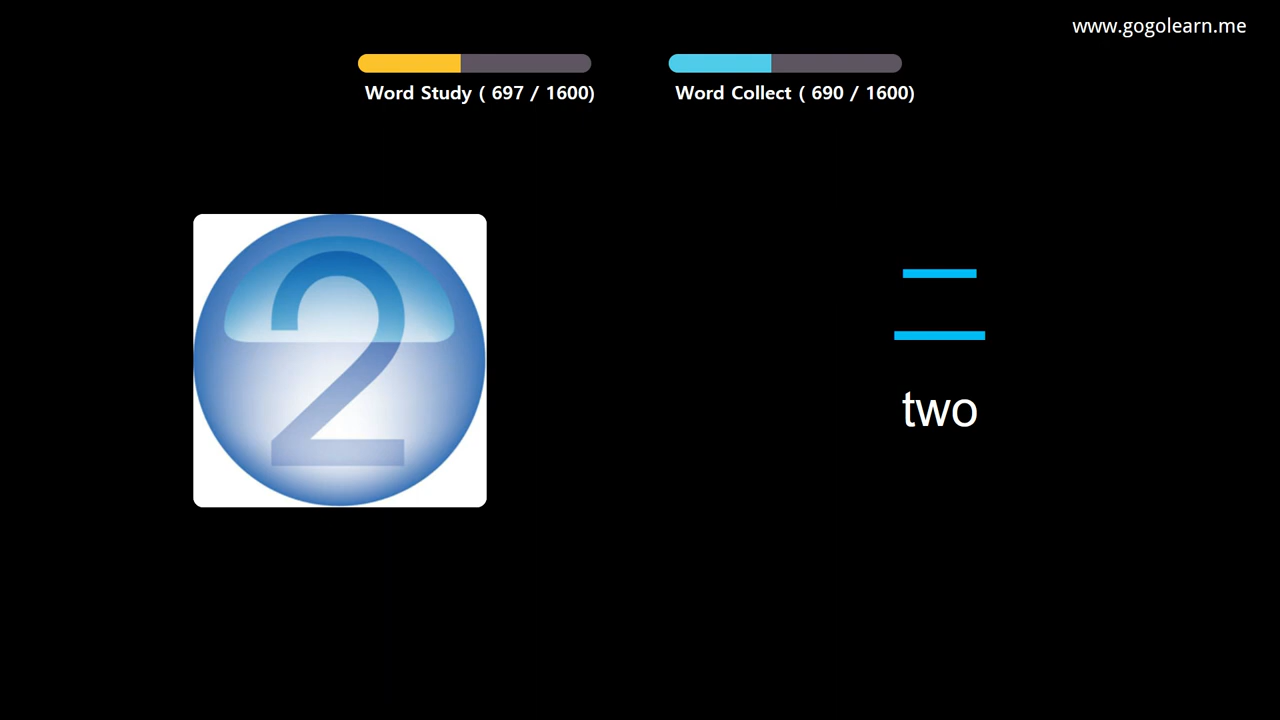 www.gogolearn.me
Word Study ( 697 / 1600)
Word Collect ( 690 / 1600)
2
二
two